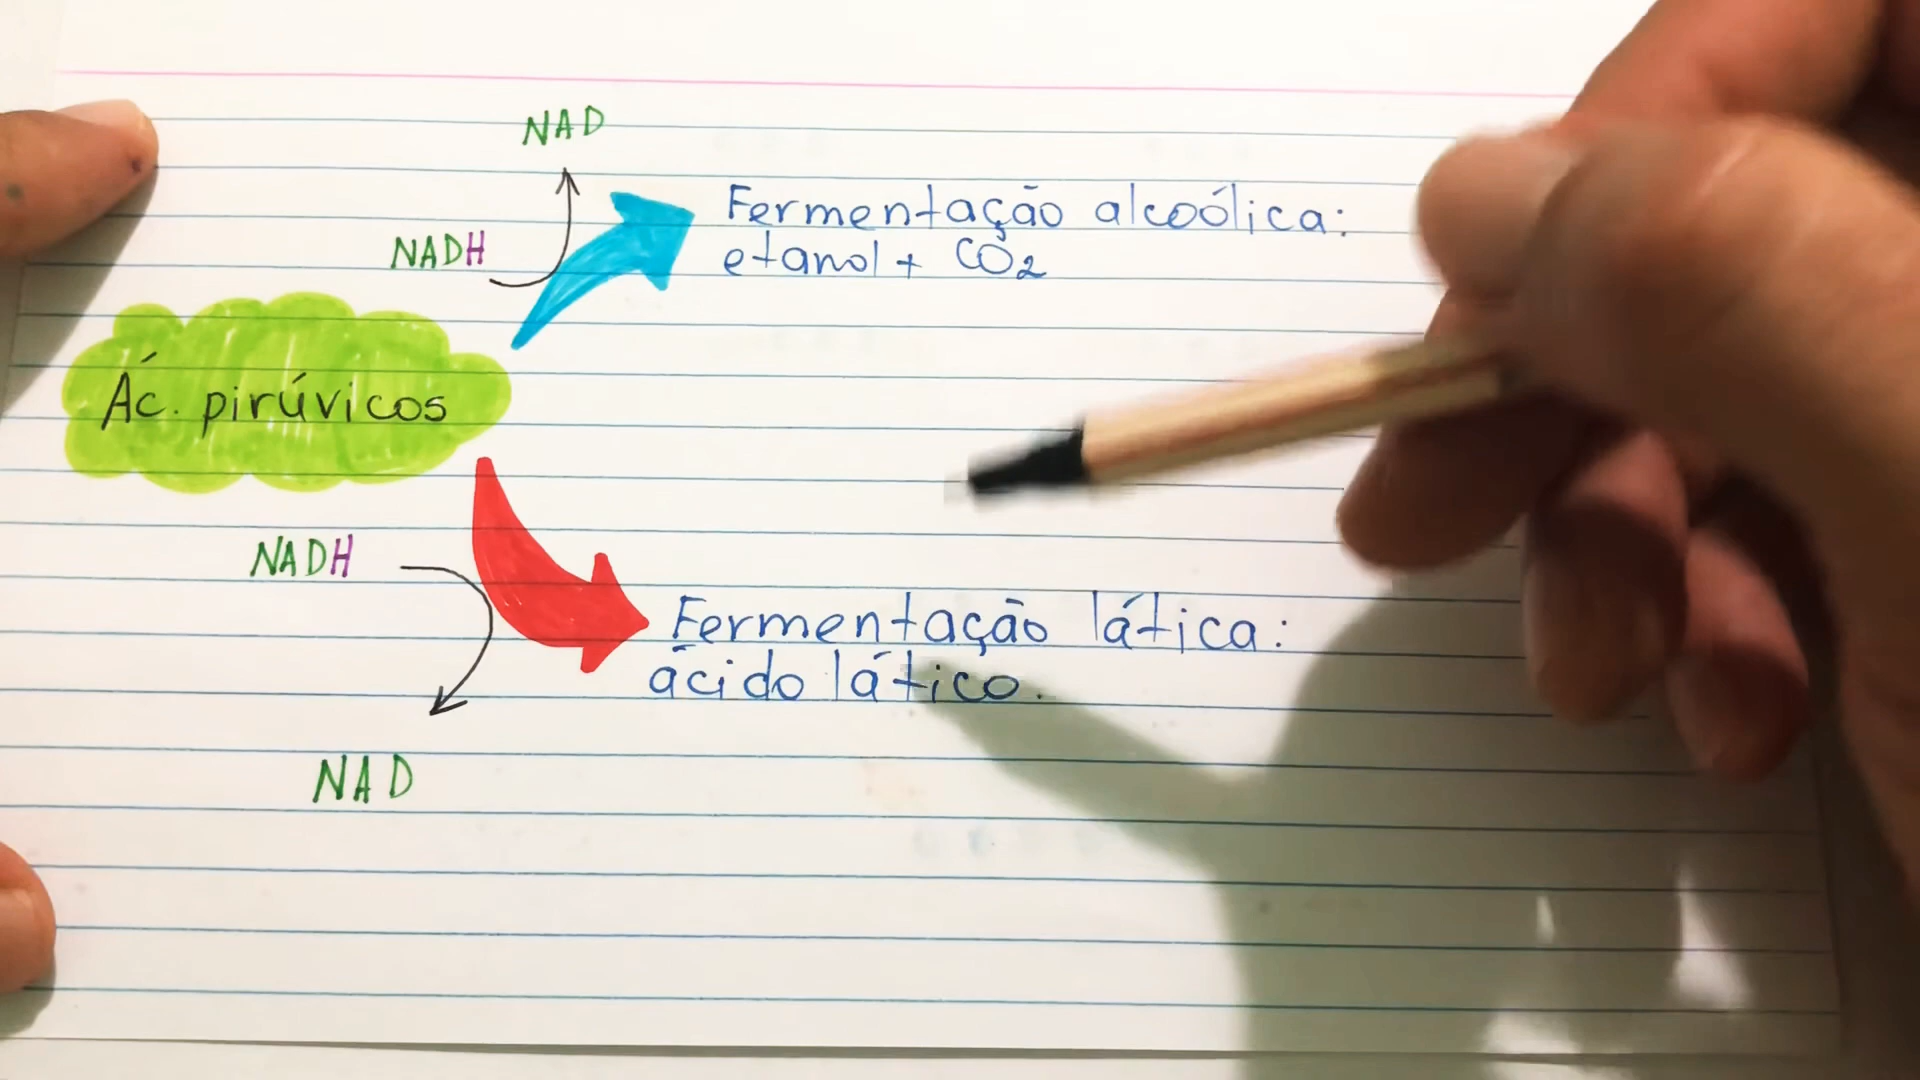 NAD
NADH
Fermentação alcoólica:
etanol + CO₂
Ác. pirúvicos
NADH
Fermentação lática:
ácido lático.
NAD